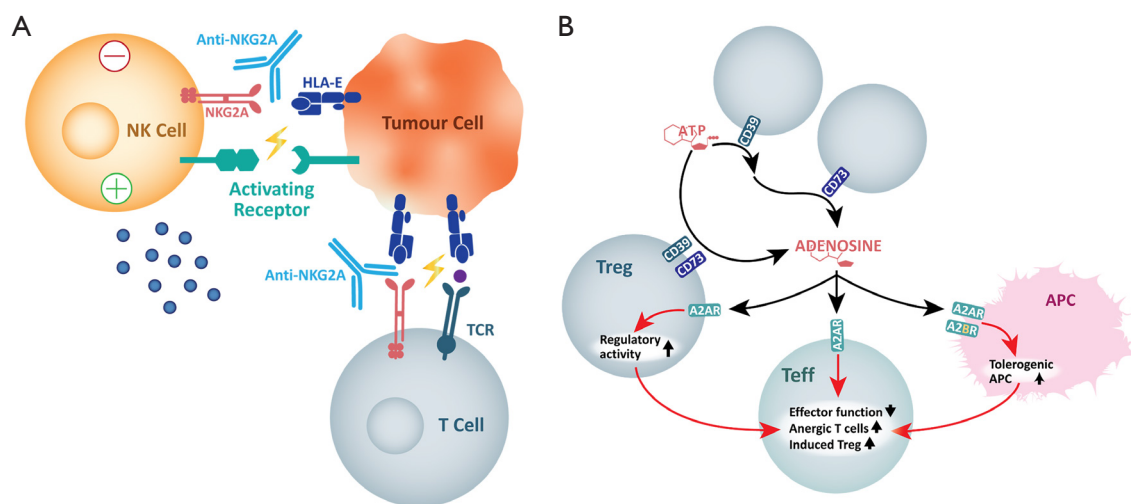 A
Anti-NKG2A
HLA-E
NKG2A
NK Cell
Tumour Cell
Activating
Receptor
Anti-NKG2A
TCR
T Cell
B
ATP
CD39
CD73
ADENOSINE
CD39
CD73
Treg
A2AR
Regulatory
activity
A2AR
Teff
Effector function
Anergic T cells
Induced Treg
APC
A2AR
A2BR
Tolerogenic
APC